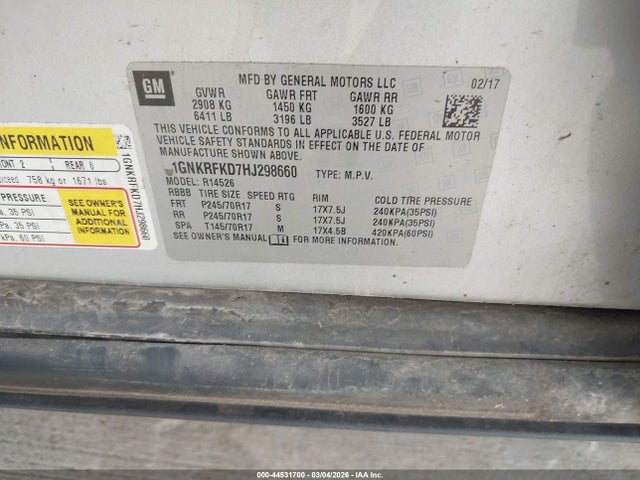 GM
MFD BY GENERAL MOTORS LLC 02/17
GVWR GAWR FRT GAWR RR
2908 KG 1450 KG 1600 KG
6411 LB 3196 LB 3527 LB
THIS VEHICLE CONFORMS TO ALL APPLICABLE U.S. FEDERAL MOTOR
VEHICLE SAFETY STANDARDS IN EFFECT ON THE DATE OF
MANUFACTURE SHOWN ABOVE.
1GNKRFKD7HJ298660 TYPE: M.P.V.
MODEL: R14526
RBBB TIRE SIZE SPEED RTG RIM COLD TIRE PRESSURE
FRT P245/70R17 S 17X7.5J 240KPA(35PSI)
RR P245/70R17 S 17X7.5J 240KPA(35PSI)
SPA T145/70R17 M 17X4.5B 420KPA(60PSI)
SEE OWNER'S MANUAL FOR MORE INFORMATION.
INFORMATION
ONT 2 REAR 6
xceed 758 kg or 1671 lbs
PRESSURE
a, 35 PSI
a, 35 PSI
Pa, 60 PSI
SEE OWNER'S
MANUAL FOR
ADDITIONAL
INFORMATION
1GNKRFKD7HJ298660
000-44531700 - 03/04/2026 - IAAI.COM